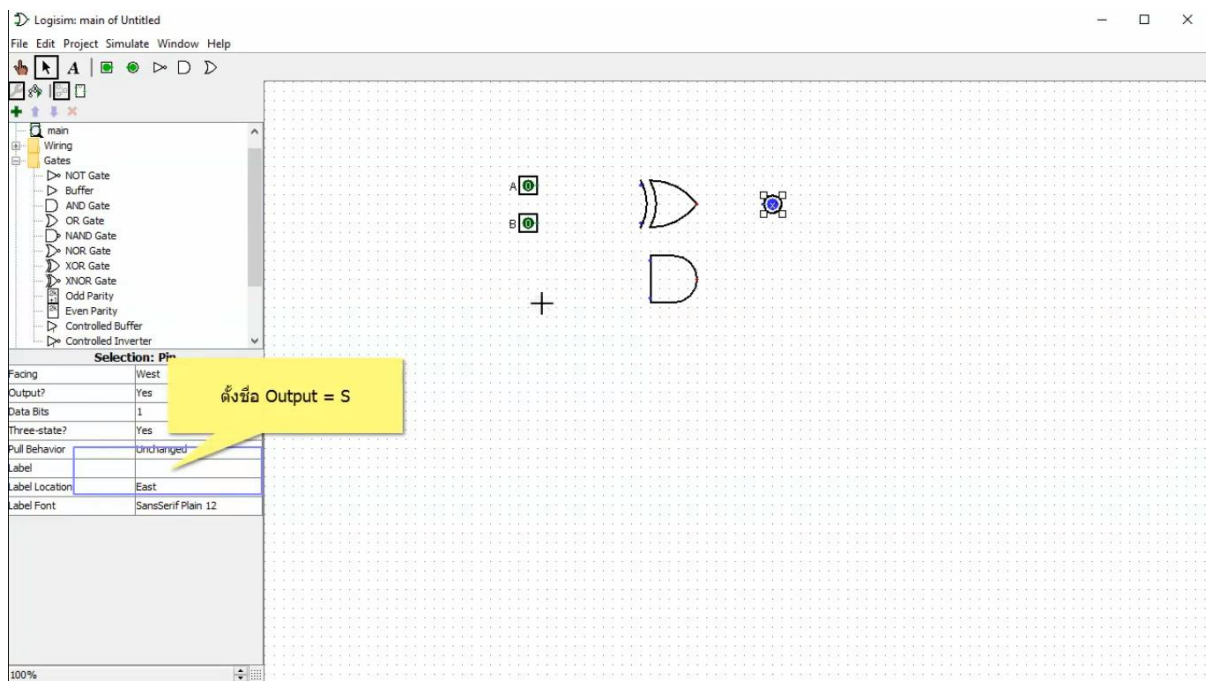 Logisim: main of Untitled
File Edit Project Simulate Window Help
A
main
Wiring
Gates
NOT Gate
Buffer
AND Gate
OR Gate
NAND Gate
NOR Gate
XOR Gate
XNOR Gate
Odd Parity
Even Parity
Controlled Buffer
Controlled Inverter
Selection: Pin
Facing West
Output? Yes
Data Bits 1
Three-state? Yes
Pull Behavior Unchanged
Label
Label Location East
Label Font SansSerif Plain 12
ตั้งชื่อ Output = S
A 0
B 0
x
100%